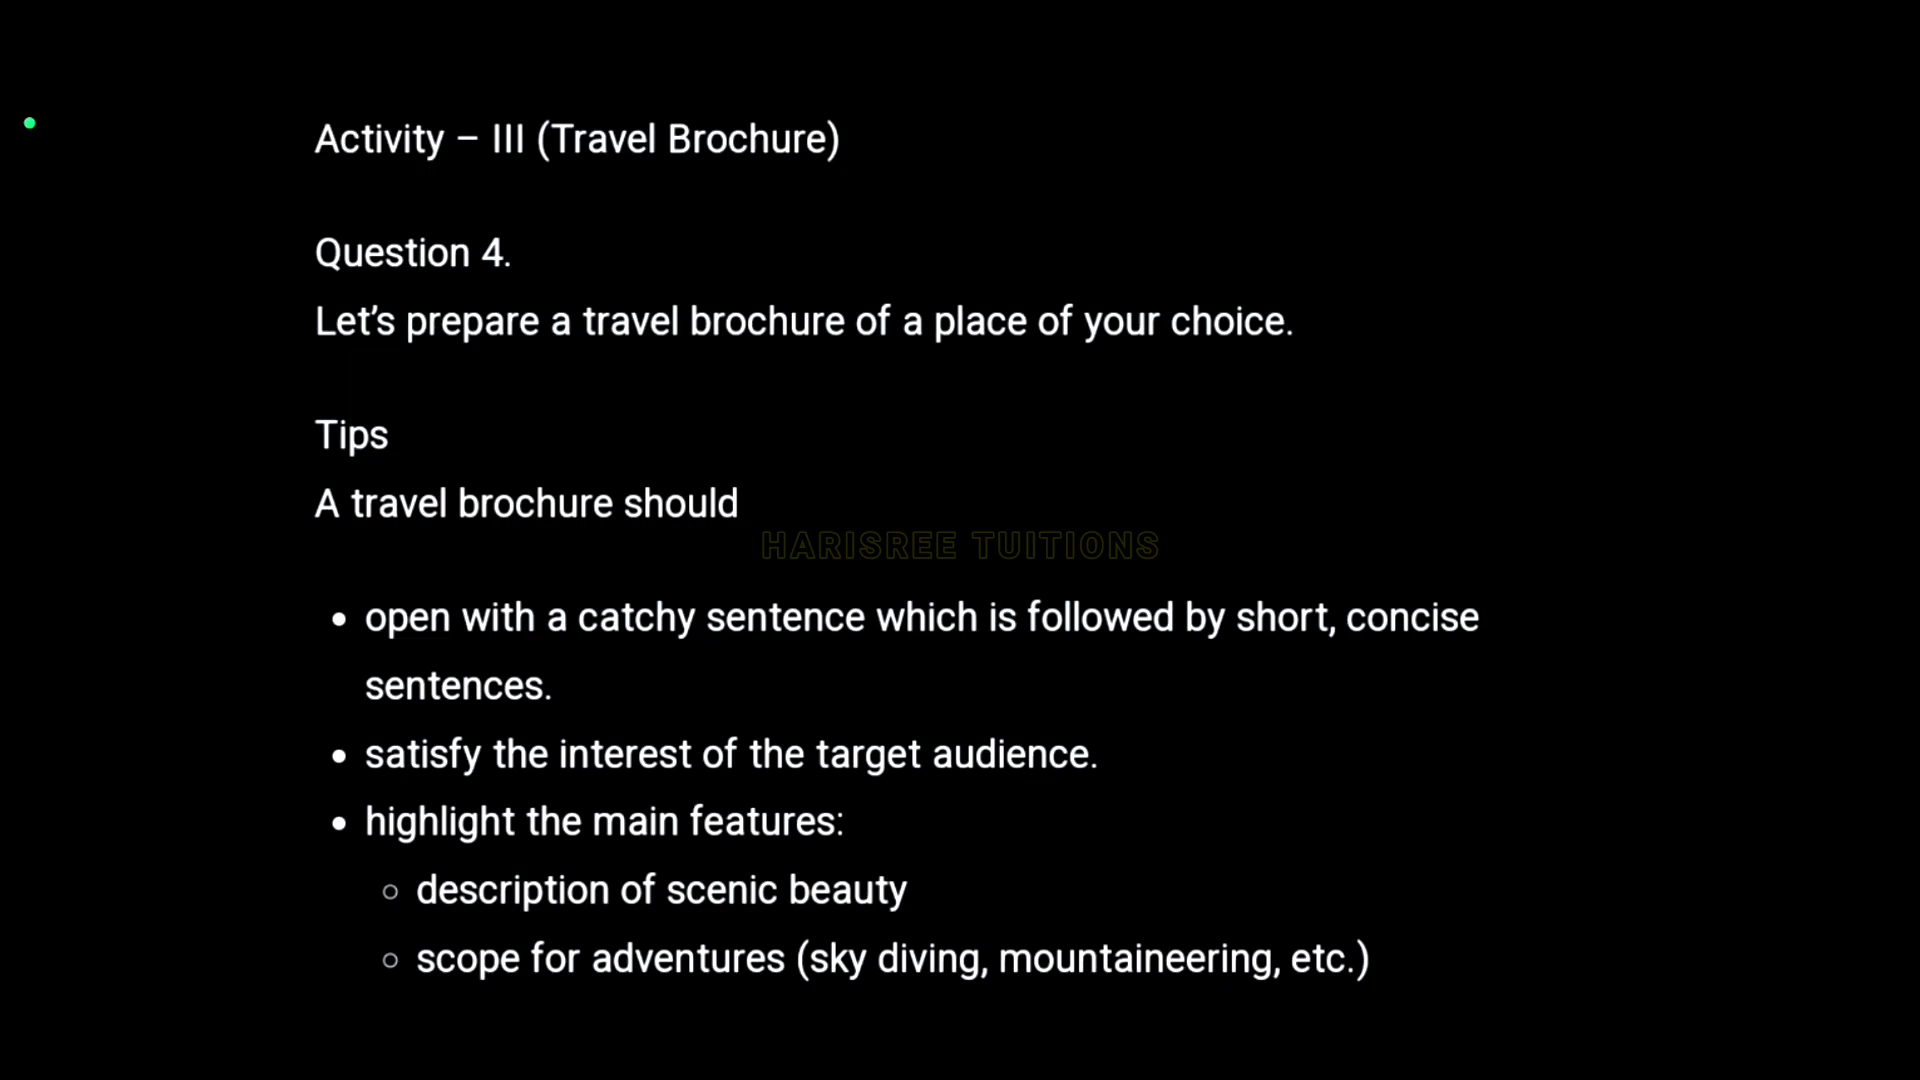 Activity – III (Travel Brochure)
Question 4.
Let’s prepare a travel brochure of a place of your choice.
Tips
A travel brochure should
HARISREE TUITIONS
open with a catchy sentence which is followed by short, concise
sentences.
satisfy the interest of the target audience.
highlight the main features:
description of scenic beauty
scope for adventures (sky diving, mountaineering, etc.)